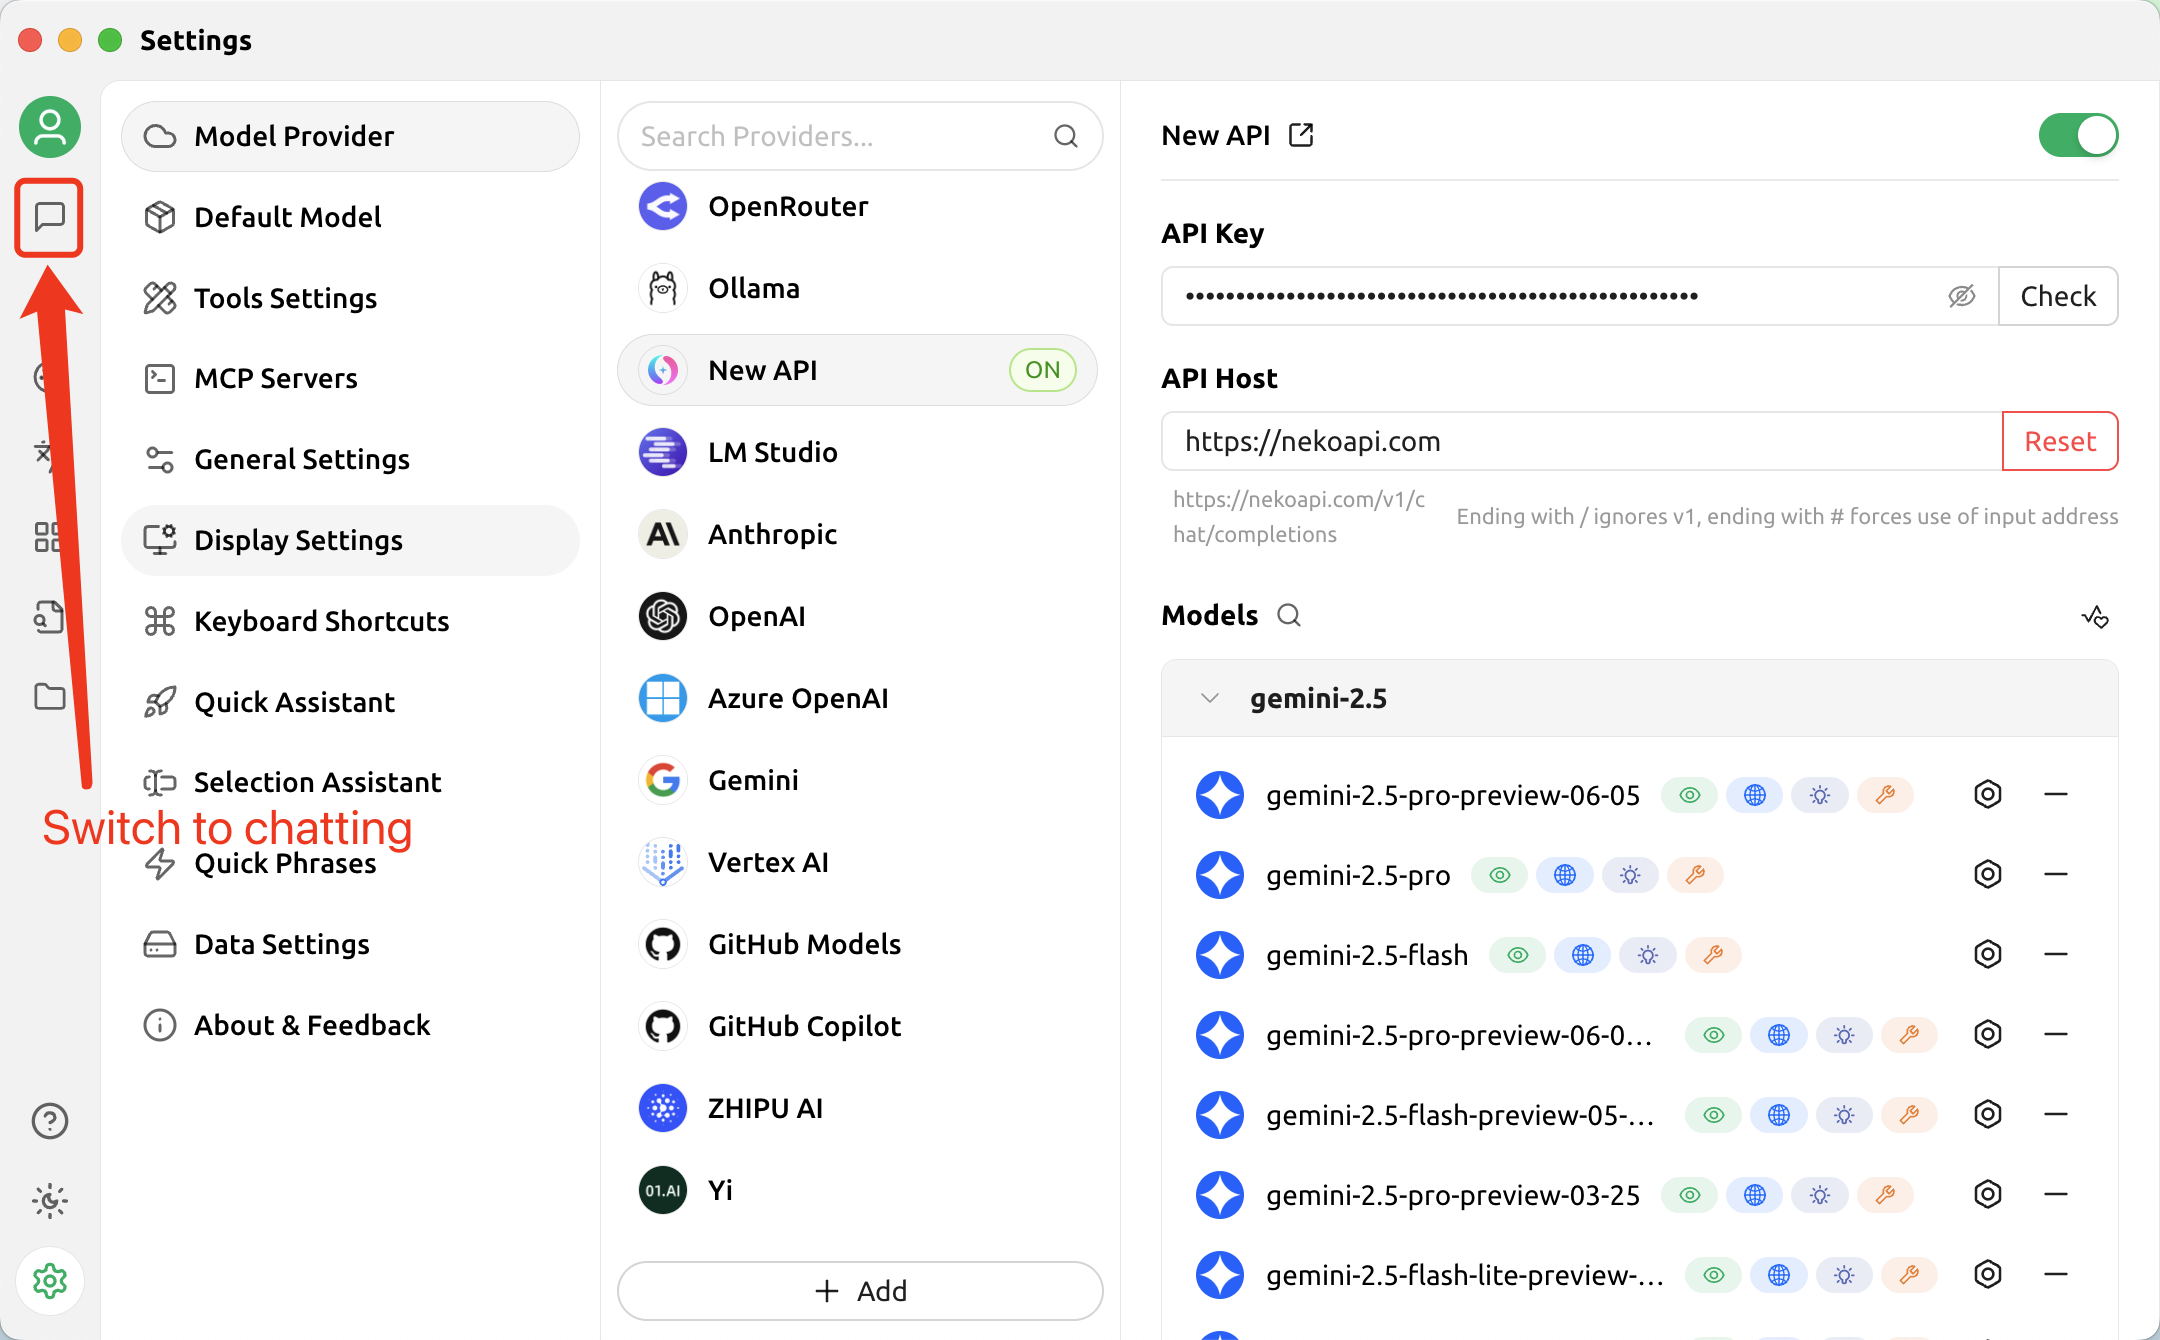 Settings
Model Provider
Default Model
Tools Settings
MCP Servers
General Settings
Display Settings
Keyboard Shortcuts
Quick Assistant
Selection Assistant
Switch to chatting
Quick Phrases
Data Settings
About & Feedback
Search Providers...
OpenRouter
Ollama
New API
ON
LM Studio
Anthropic
OpenAI
Azure OpenAI
Gemini
Vertex AI
GitHub Models
GitHub Copilot
ZHIPU AI
01.AI
Yi
Add
New API
API Key
••••••••••••••••••••••••••••••••••••••••••••••••••• Check
API Host
https://nekoapi.com Reset
https://nekoapi.com/v1/c
hat/completions
Ending with / ignores v1, ending with # forces use of input address
Models
gemini-2.5
gemini-2.5-pro-preview-06-05
gemini-2.5-pro
gemini-2.5-flash
gemini-2.5-pro-preview-06-0...
gemini-2.5-flash-preview-05-...
gemini-2.5-pro-preview-03-25
gemini-2.5-flash-lite-preview-...